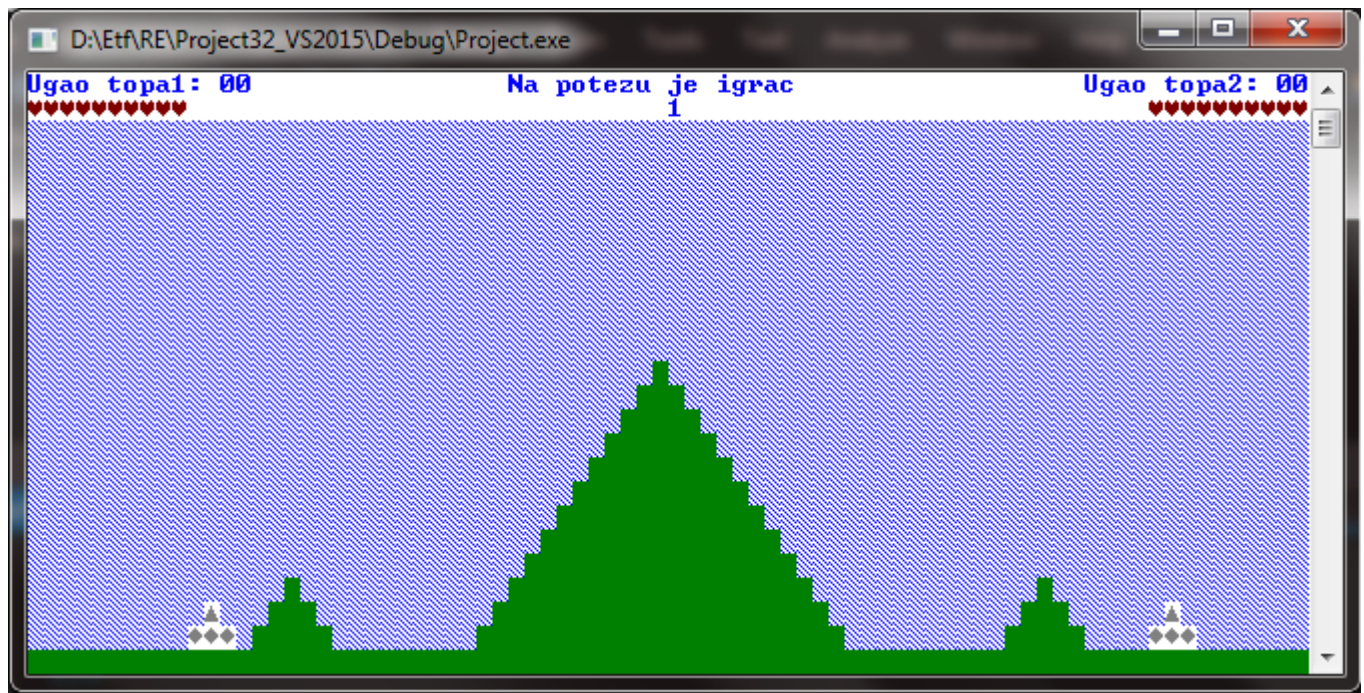 D:\Etf\RE\Project32_VS2015\Debug\Project.exe
Ugao topa1: 00 Na potezu je igrac Ugao topa2: 00
♥♥♥♥♥♥♥♥♥♥ 1 ♥♥♥♥♥♥♥♥♥♥